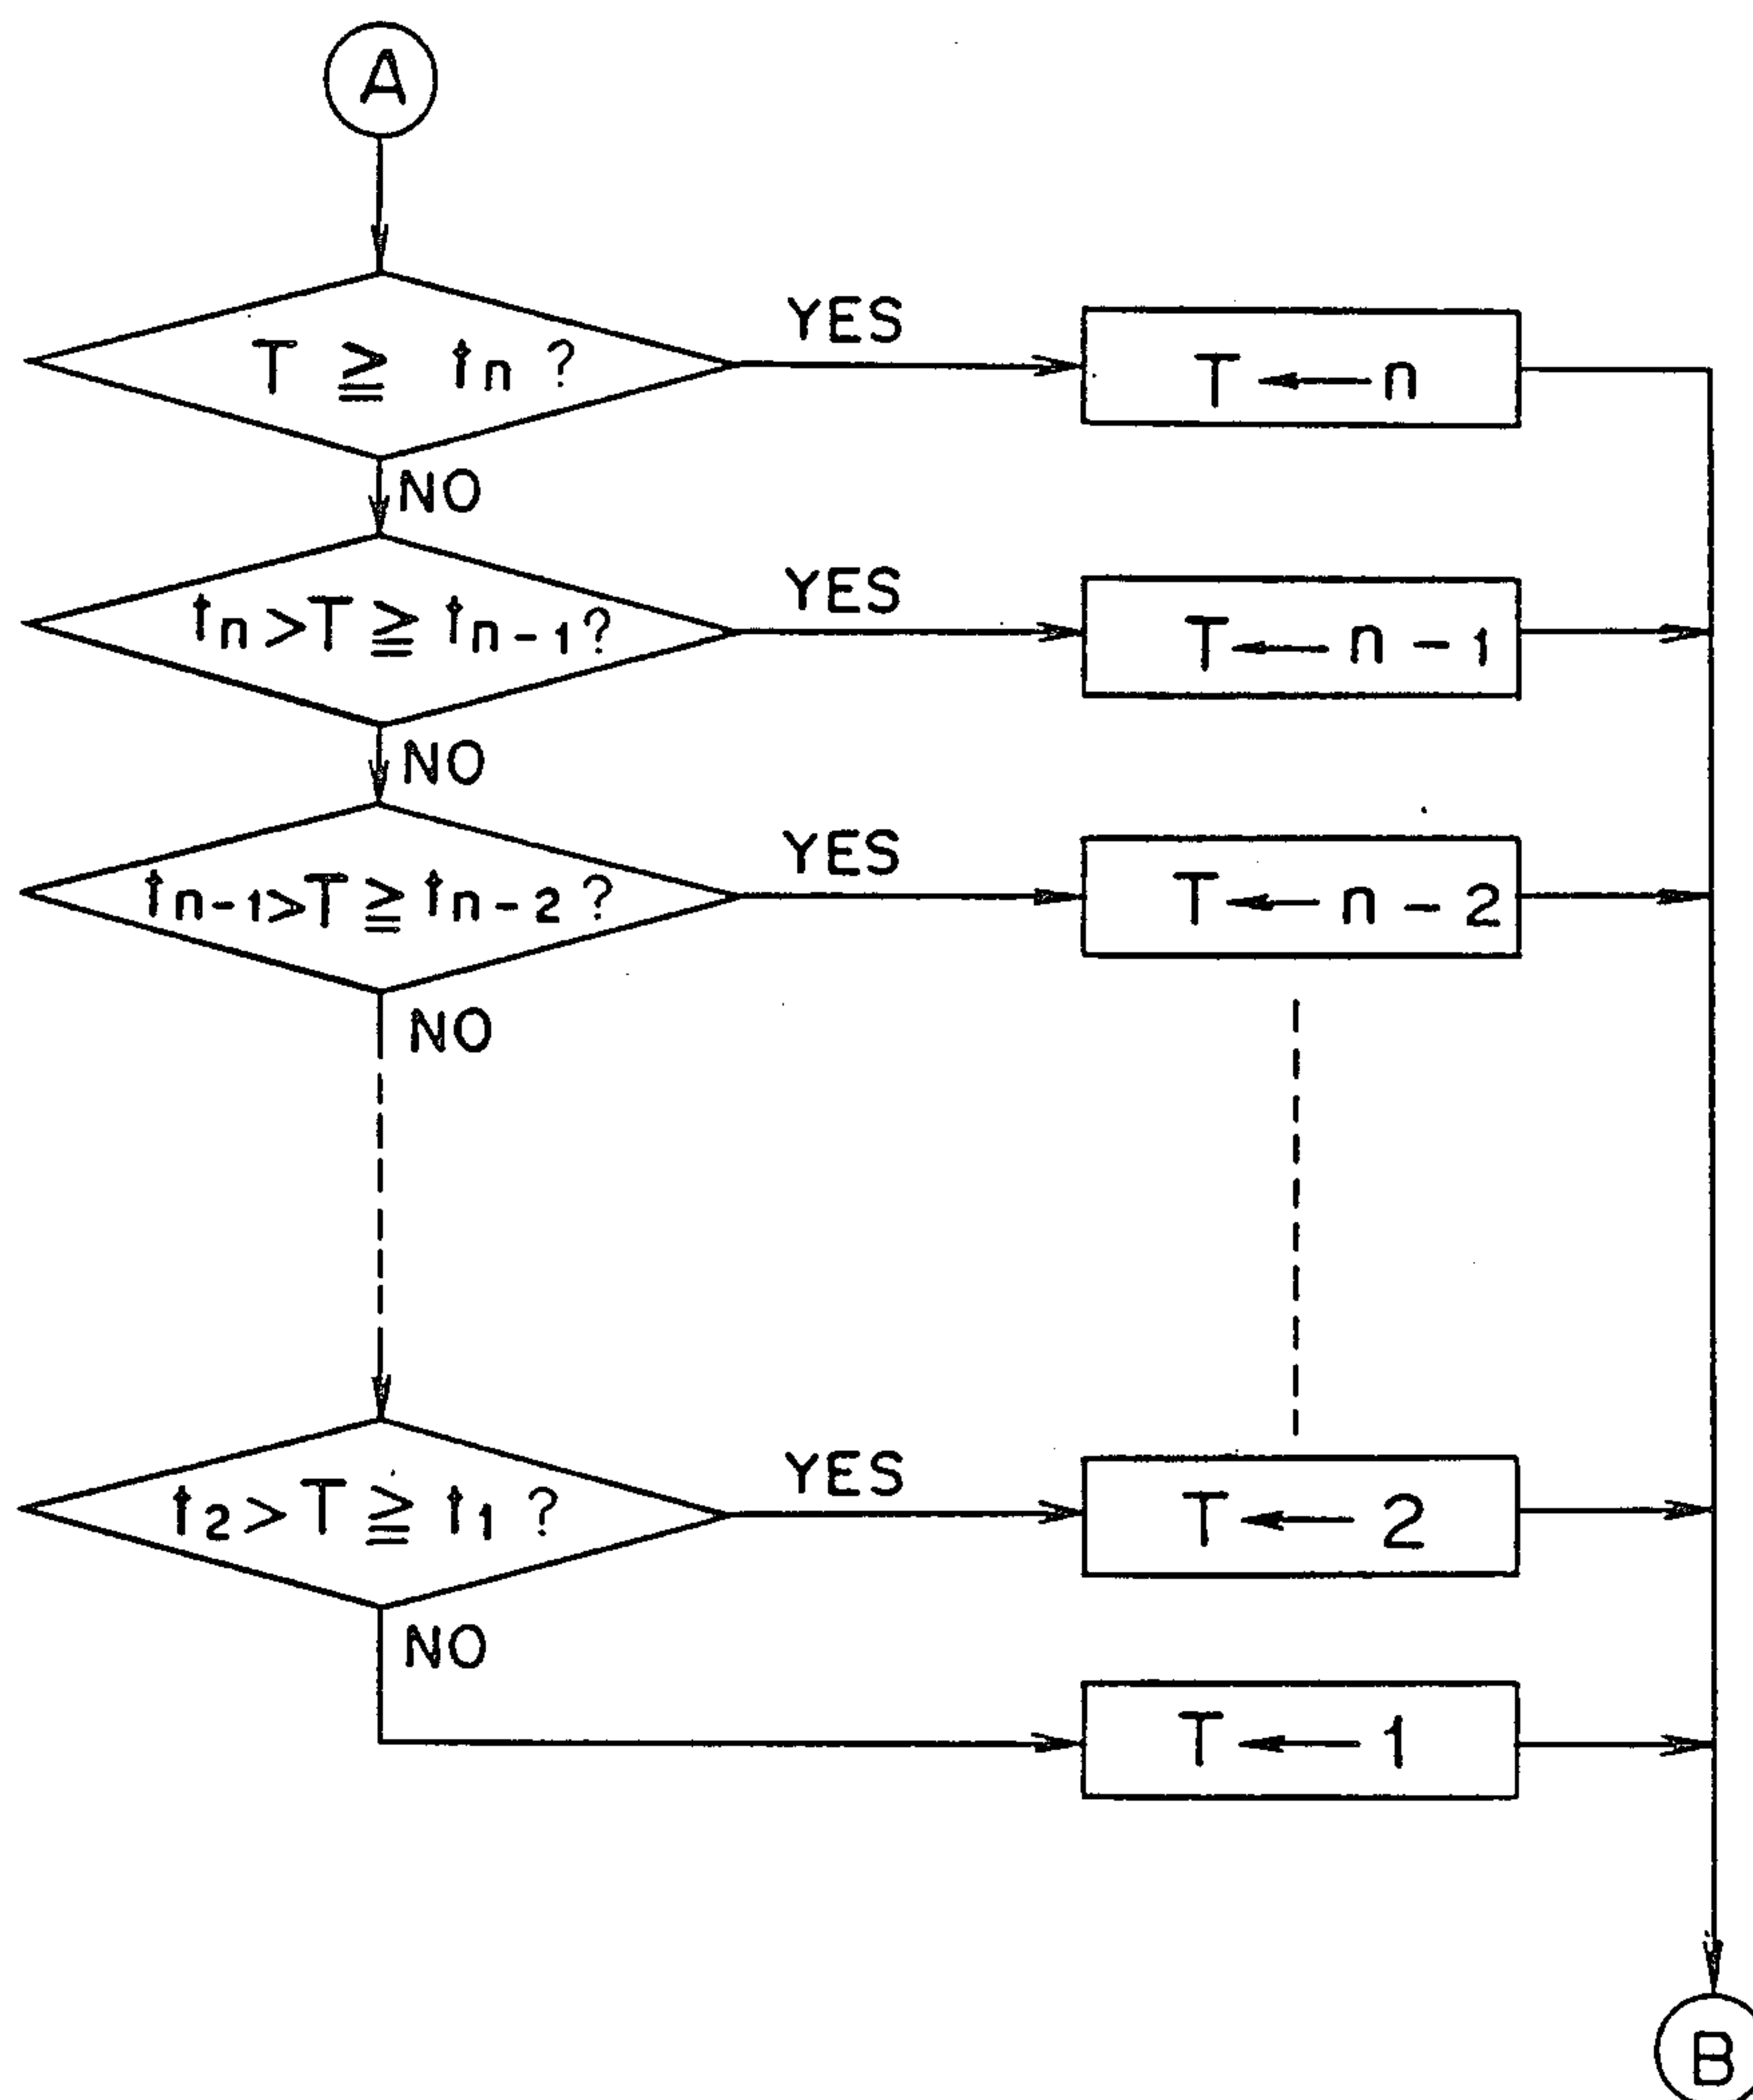 A
T ≧ tn ?
YES
T ← n
NO
tn > T ≧ tn-1 ?
YES
T ← n-1
NO
tn-1 > T ≧ tn-2 ?
YES
T ← n-2
NO
t2 > T ≧ t1 ?
YES
T ← 2
NO
T ← 1
B